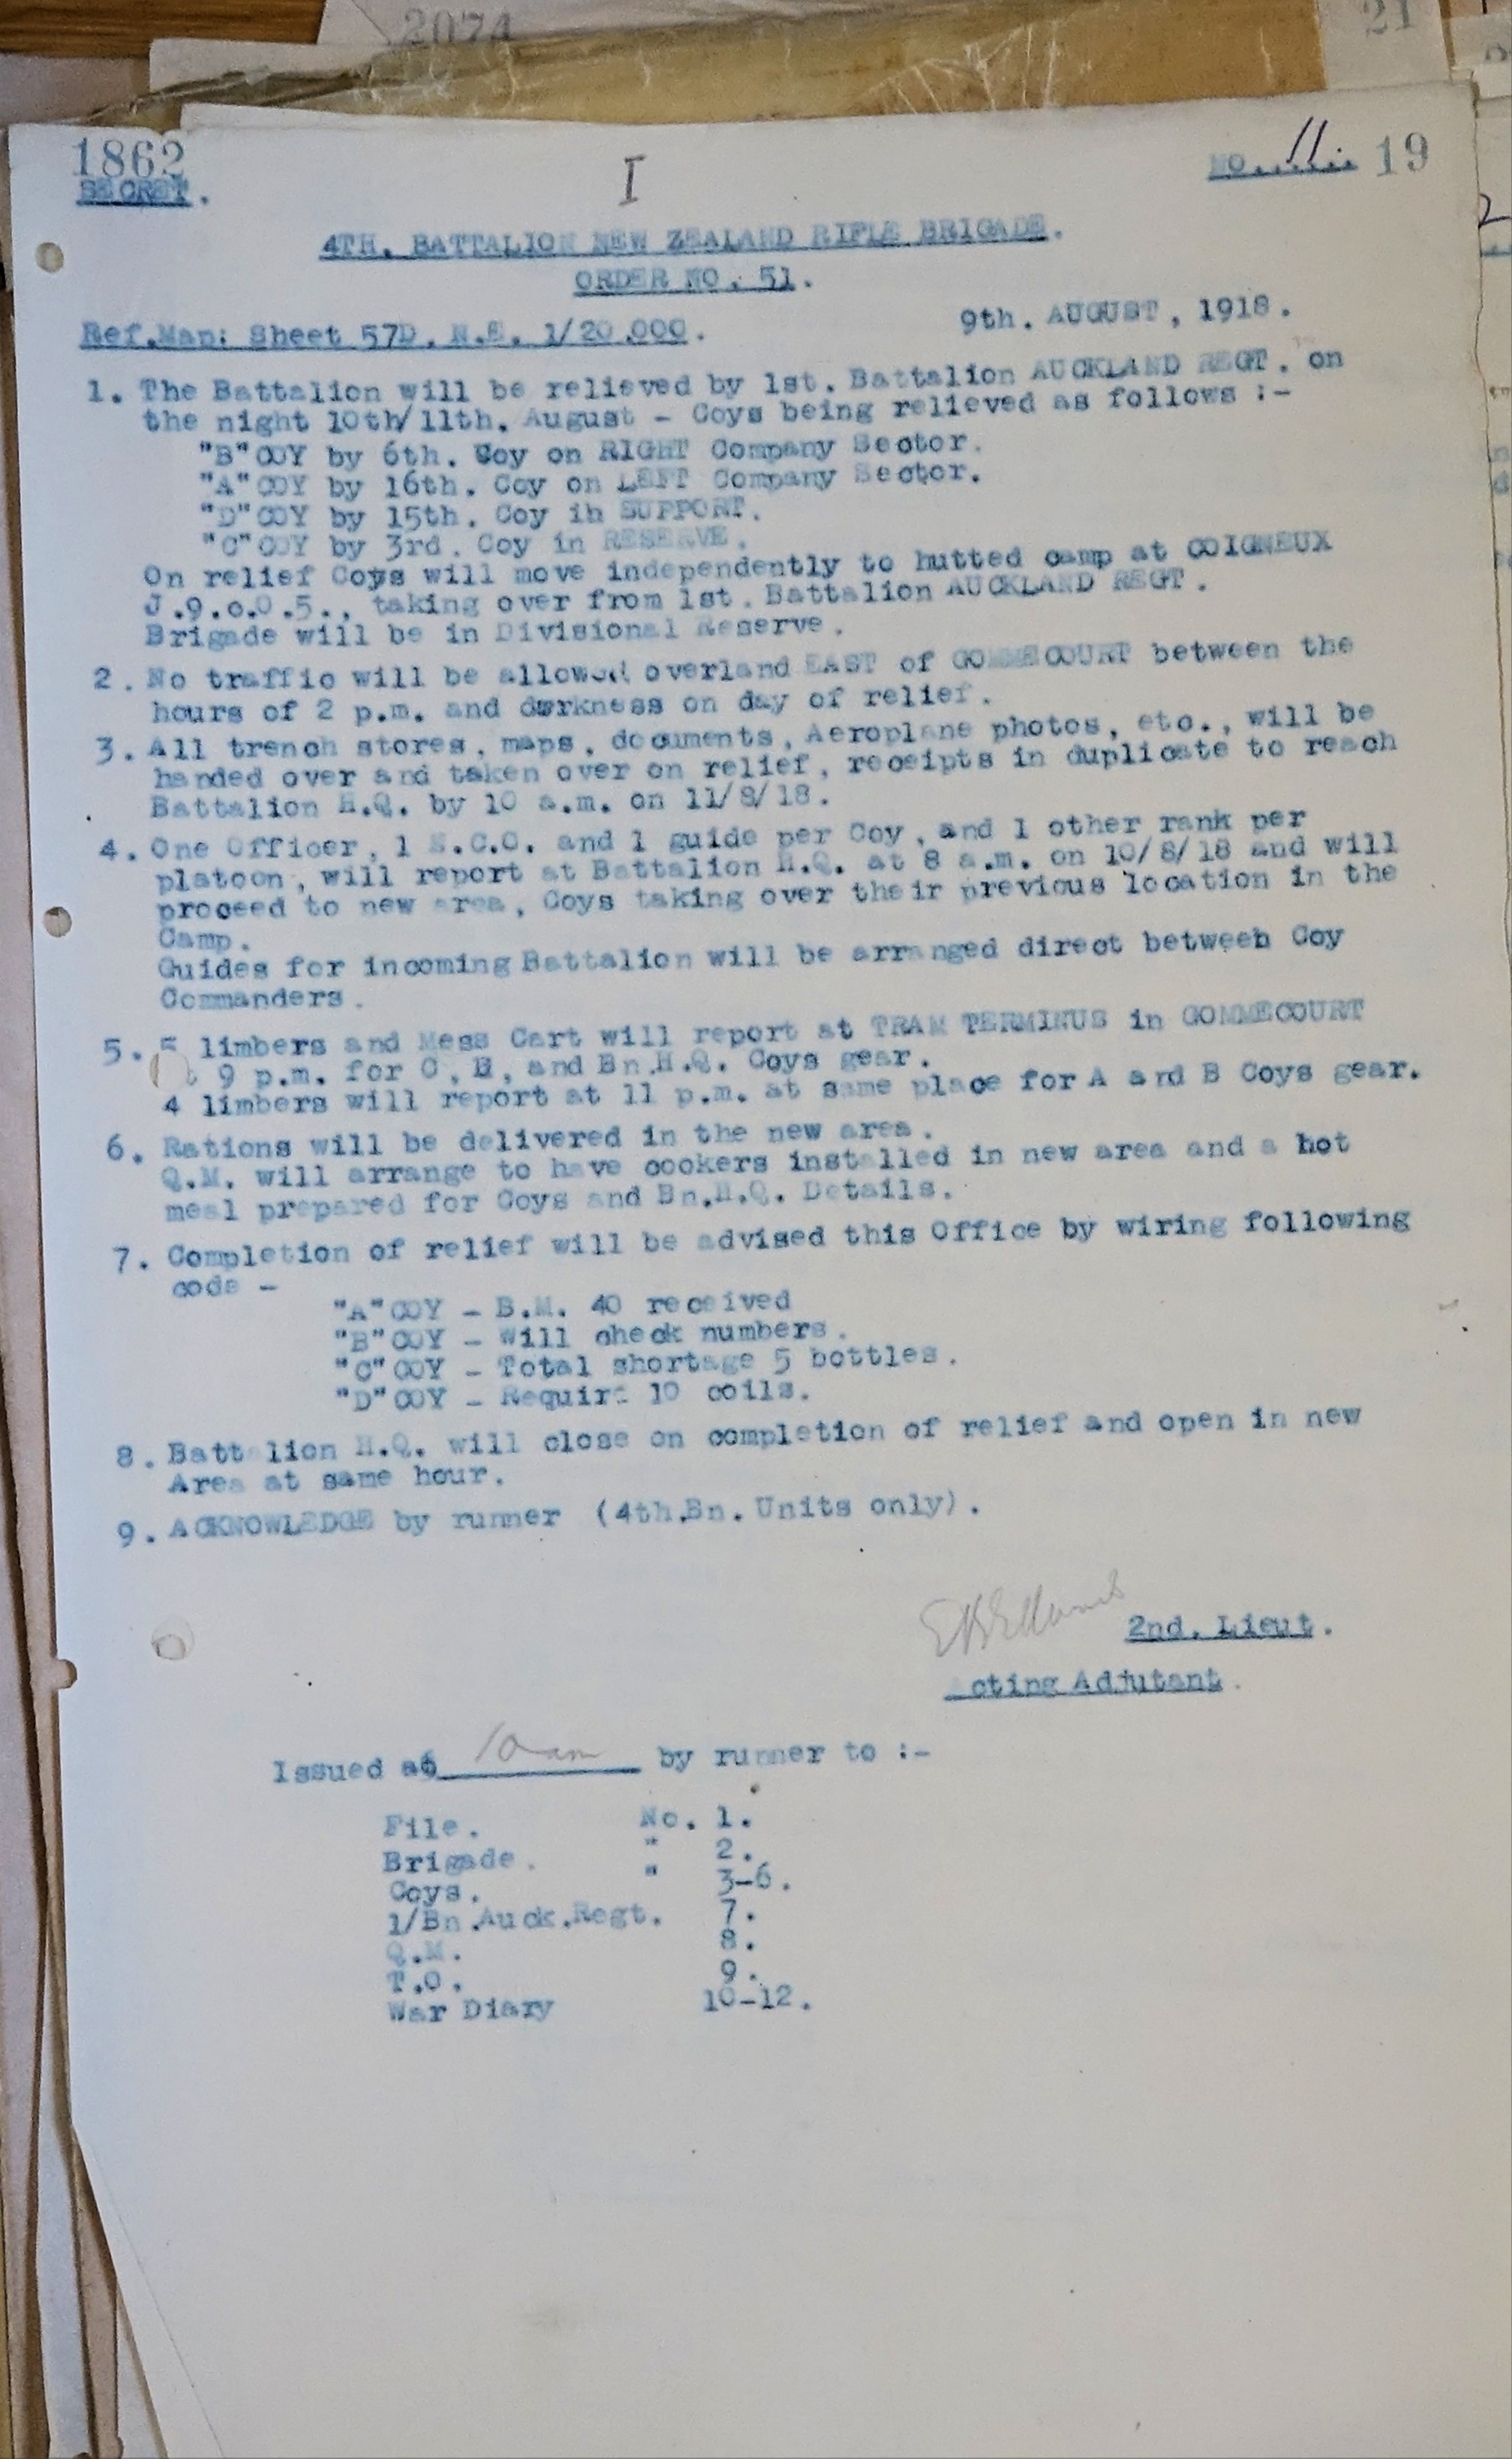 2074
21
1862
SECRET.
I
NO...11... 19
4TH. BATTALION NEW ZEALAND RIFLE BRIGADE.
ORDER NO. 51.
Ref.Map: Sheet 57D. N.E. 1/20.000.
9th. AUGUST, 1918.
1. The Battalion will be relieved by 1st. Battalion AUCKLAND REGT. on
the night 10th/11th. August - Coys being relieved as follows :-
"B"COY by 6th. Coy on RIGHT Company Sector.
"A"COY by 16th. Coy on LEFT Company Sector.
"D"COY by 15th. Coy in SUPPORT.
"C"COY by 3rd. Coy in RESERVE.
On relief Coys will move independently to hutted camp at COIGNEUX
J.9.c.0.5., taking over from 1st. Battalion AUCKLAND REGT.
Brigade will be in Divisional Reserve.
2. No traffic will be allowed overland EAST of GOMMECOURT between the
hours of 2 p.m. and darkness on day of relief.
3. All trench stores, maps, documents, Aeroplane photos, etc., will be
handed over and taken over on relief, receipts in duplicate to reach
Battalion H.Q. by 10 a.m. on 11/8/18.
4. One Officer, 1 N.C.O. and 1 guide per Coy, and 1 other rank per
platoon, will report at Battalion H.Q. at 8 a.m. on 10/8/18 and will
proceed to new area, Coys taking over their previous location in the
Camp.
Guides for incoming Battalion will be arranged direct between Coy
Commanders.
5. 5 limbers and Mess Cart will report at TRAM TERMINUS in GOMMECOURT
9 p.m. for C, D, and Bn.H.Q. Coys gear.
4 limbers will report at 11 p.m. at same place for A and B Coys gear.
6. Rations will be delivered in the new area.
Q.M. will arrange to have cookers installed in new area and a hot
meal prepared for Coys and Bn.H.Q. Details.
7. Completion of relief will be advised this Office by wiring following
code -
"A"COY - B.M. 40 received
"B"COY - Will check numbers.
"C"COY - Total shortage 5 bottles.
"D"COY - Require 10 coils.
8. Battalion H.Q. will close on completion of relief and open in new
Area at same hour.
9. ACKNOWLEDGE by runner (4th.Bn. Units only).
2nd. Lieut.
Acting Adjutant.
Issued at 10 am by runner to :-
File. No. 1.
Brigade. " 2.
Coys. " 3-6.
1/Bn.Auck.Regt. 7.
Q.M. 8.
T.O. 9.
War Diary 10-12.